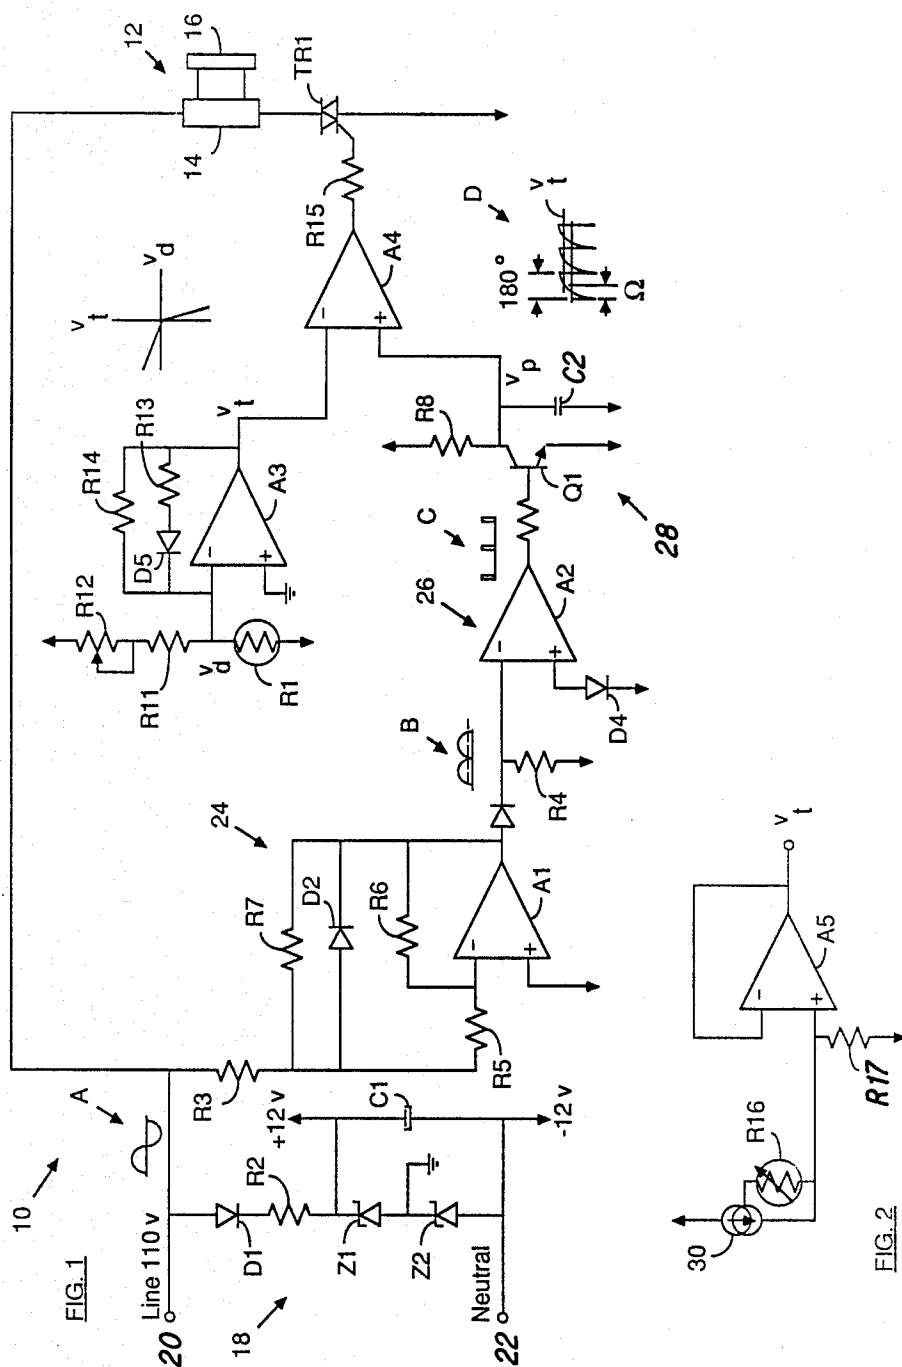 FIG. 1
10
A
Line 110 v
20
D1
R2
18
Z1
Z2
Neutral
22
+12 v
C1
-12 v
R3
R7
24
D2
R6
R5
A1
B
R4
26
A2
D4
C
Q1
28
R8
v
p
C2
R12
R11
v
d
R1
R14
D5
R13
A3
v
t
v
t
v
d
A4
R15
TR1
12
14
16
D
180°
v
t
Ω
-
+
-
+
-
+
-
+
FIG. 2
30
R16
R17
-
+
A5
v
t